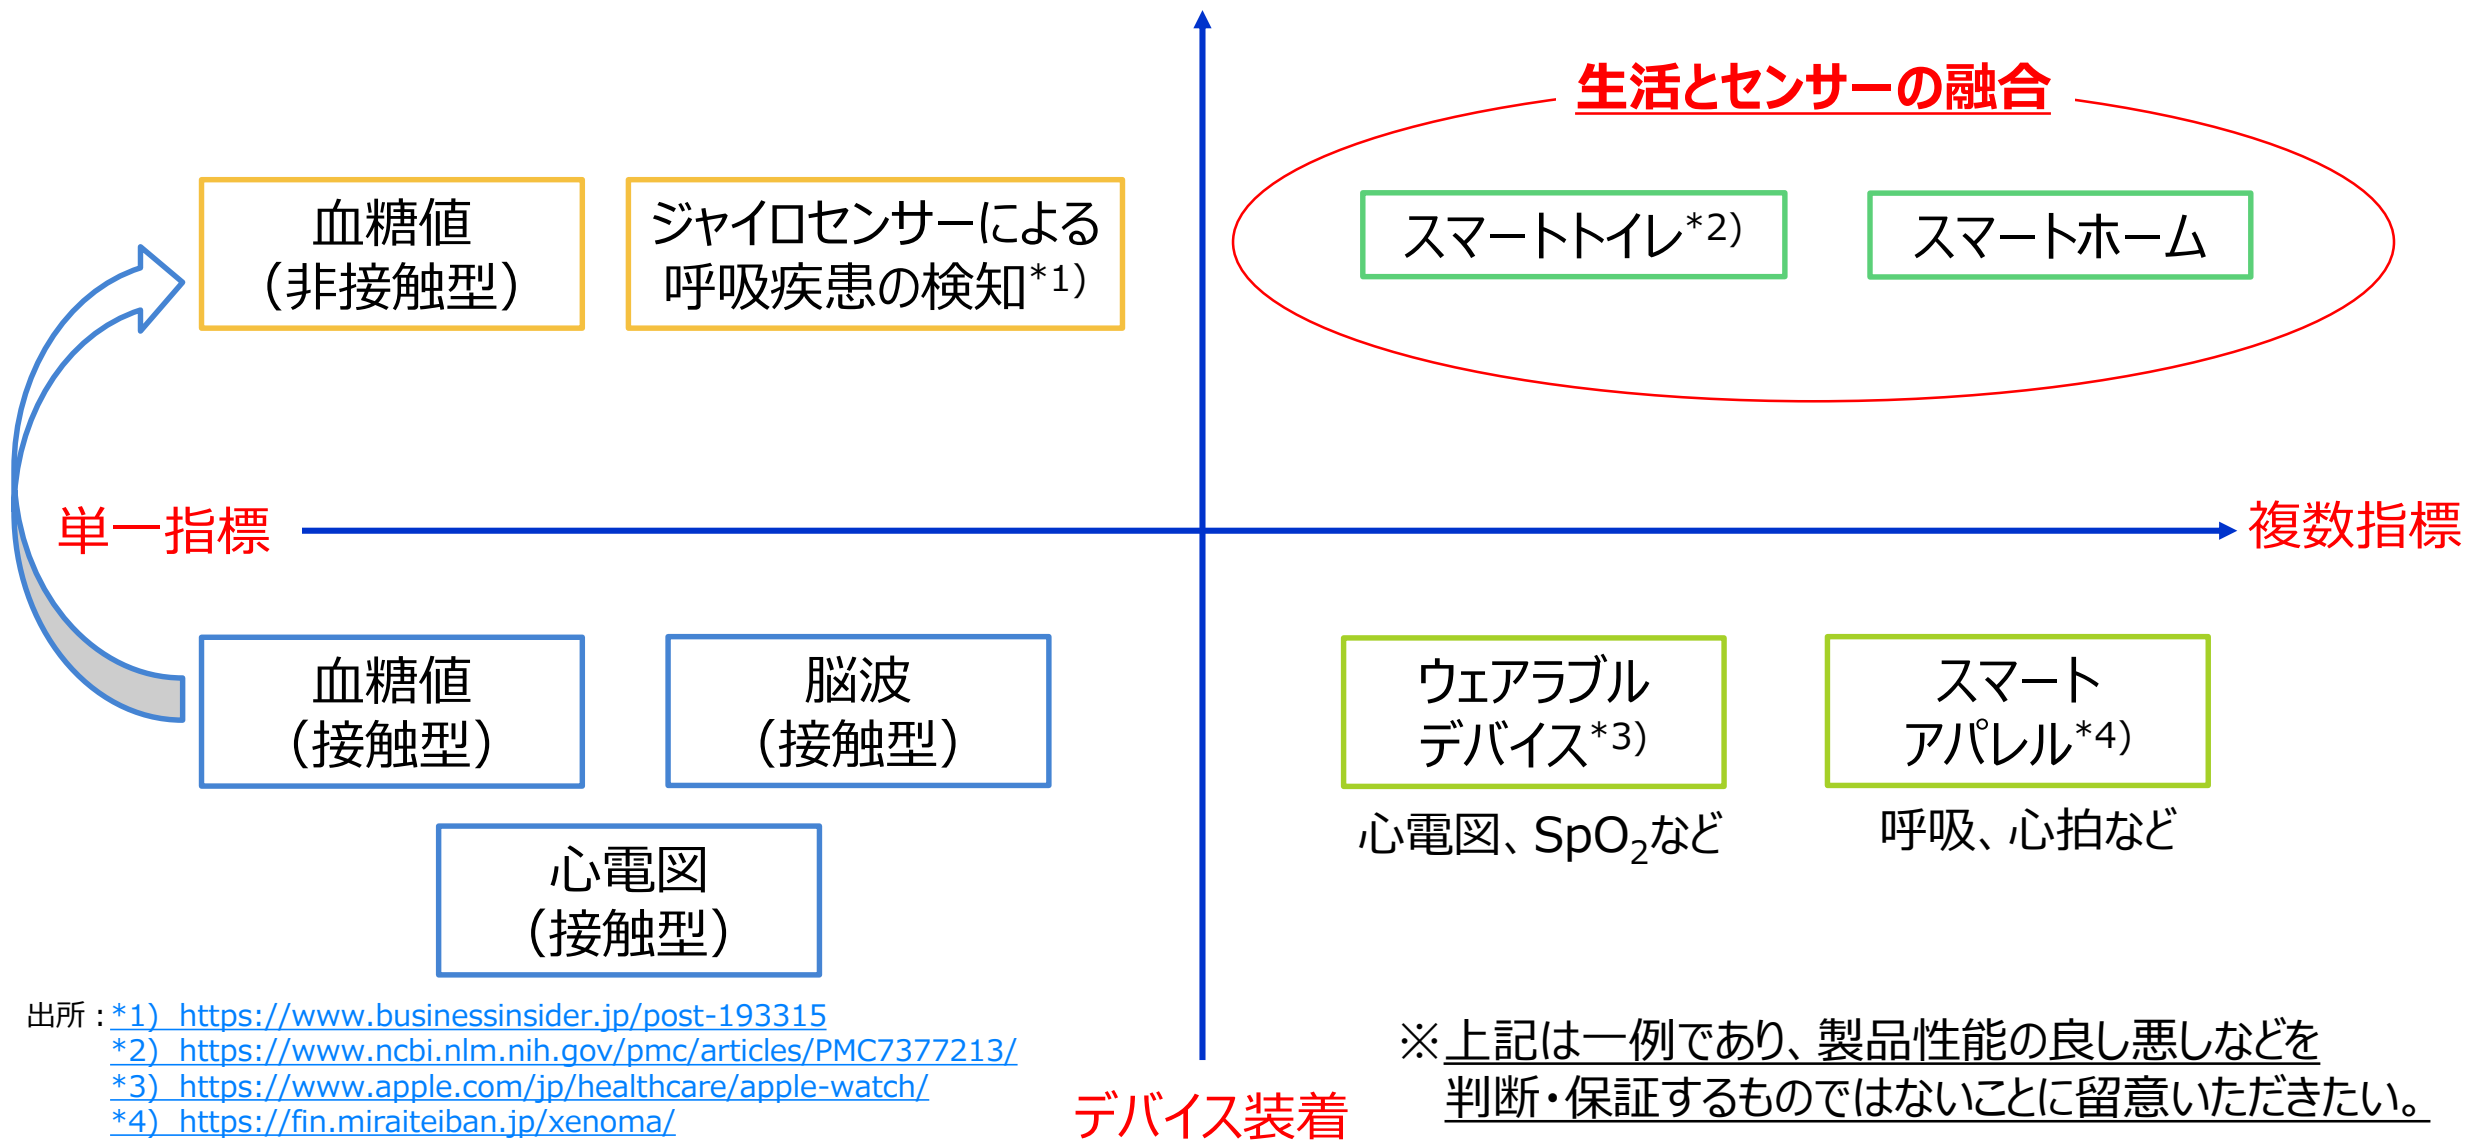 生活とセンサーの融合
血糖値
（非接触型）
ジャイロセンサーによる
呼吸疾患の検知*1)
スマートトイレ*2)
スマートホーム
単一指標
複数指標
血糖値
（接触型）
脳波
（接触型）
心電図
（接触型）
ウェアラブル
デバイス*3)
心電図、SpO2など
スマート
アパレル*4)
呼吸、心拍など
出所：*1) https://www.businessinsider.jp/post-193315
*2) https://www.ncbi.nlm.nih.gov/pmc/articles/PMC7377213/
*3) https://www.apple.com/jp/healthcare/apple-watch/
*4) https://fin.miraiteiban.jp/xenoma/
デバイス装着
※上記は一例であり、製品性能の良し悪しなどを
判断・保証するものではないことに留意いただきたい。